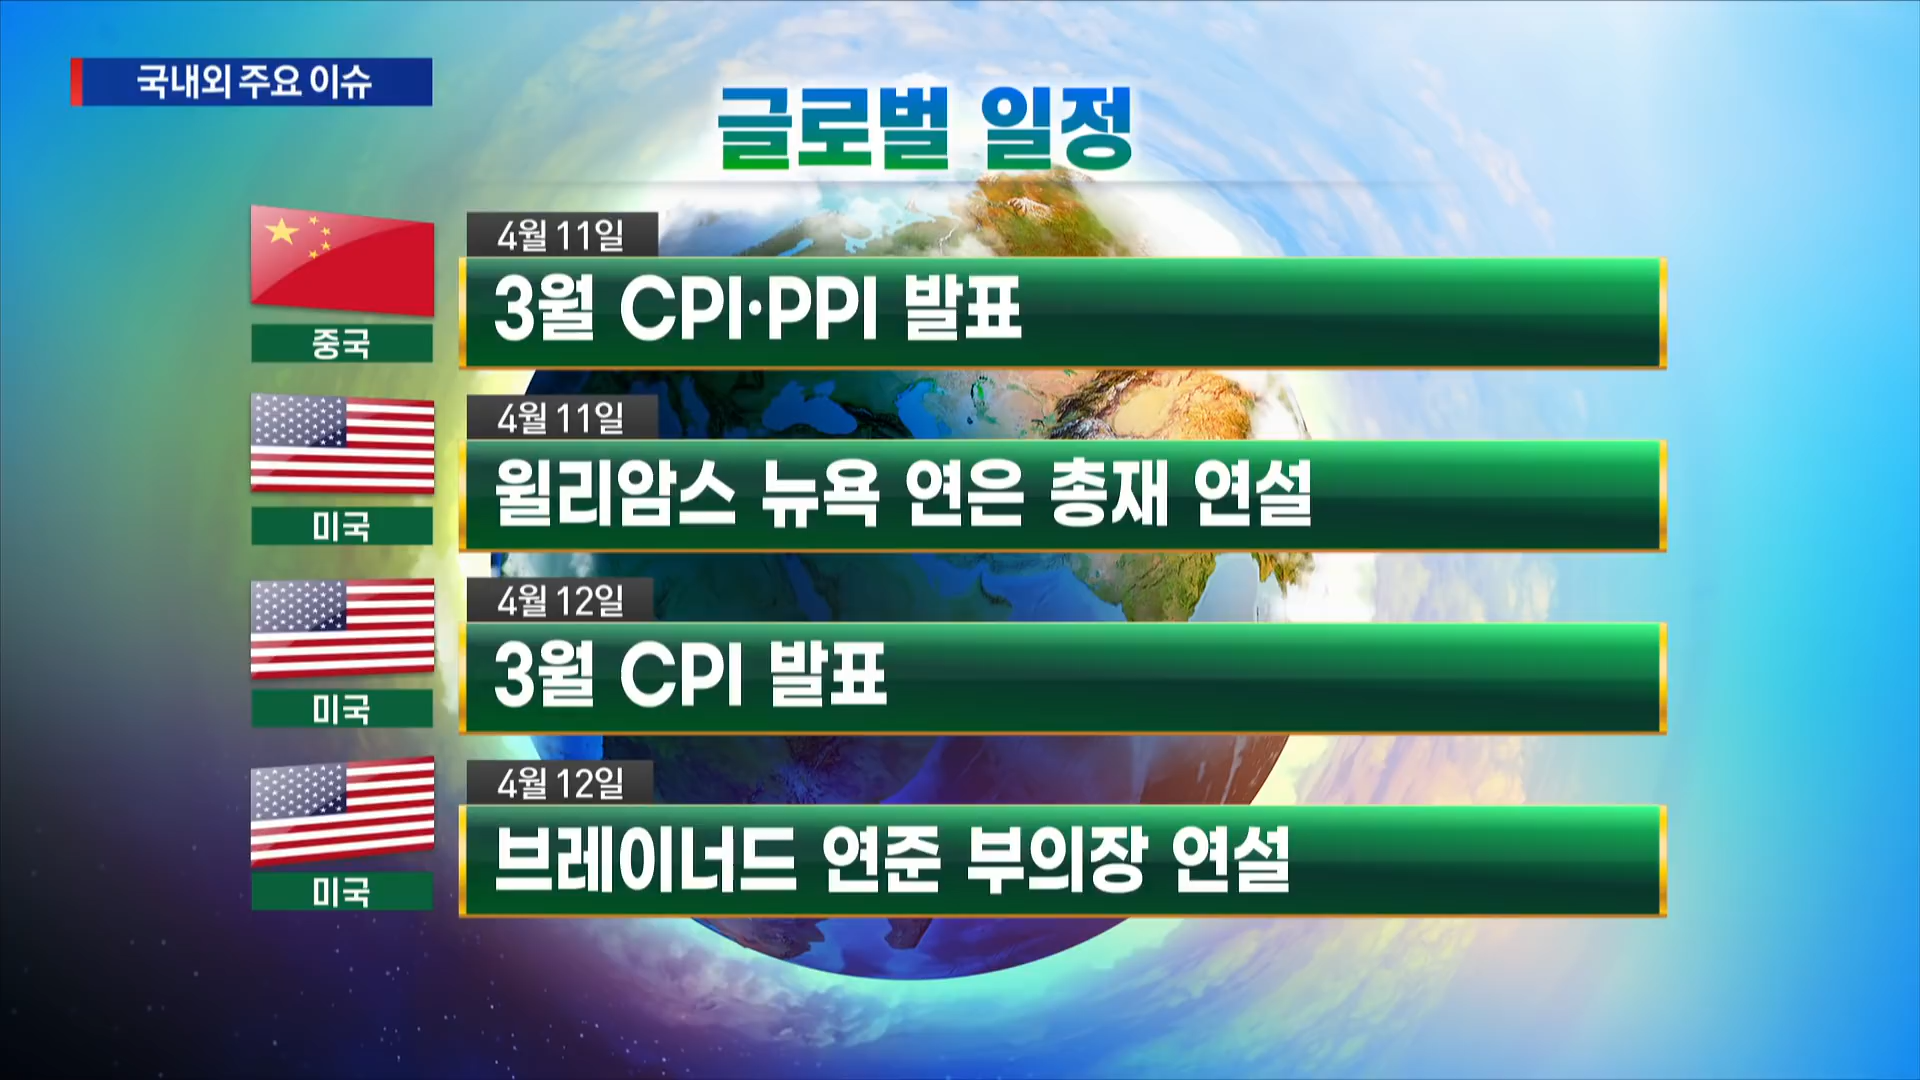 국내외 주요 이슈
글로벌 일정
4월 11일
3월 CPI·PPI 발표
중국
4월 11일
윌리암스 뉴욕 연은 총재 연설
미국
4월 12일
3월 CPI 발표
미국
4월 12일
브레이너드 연준 부의장 연설
미국